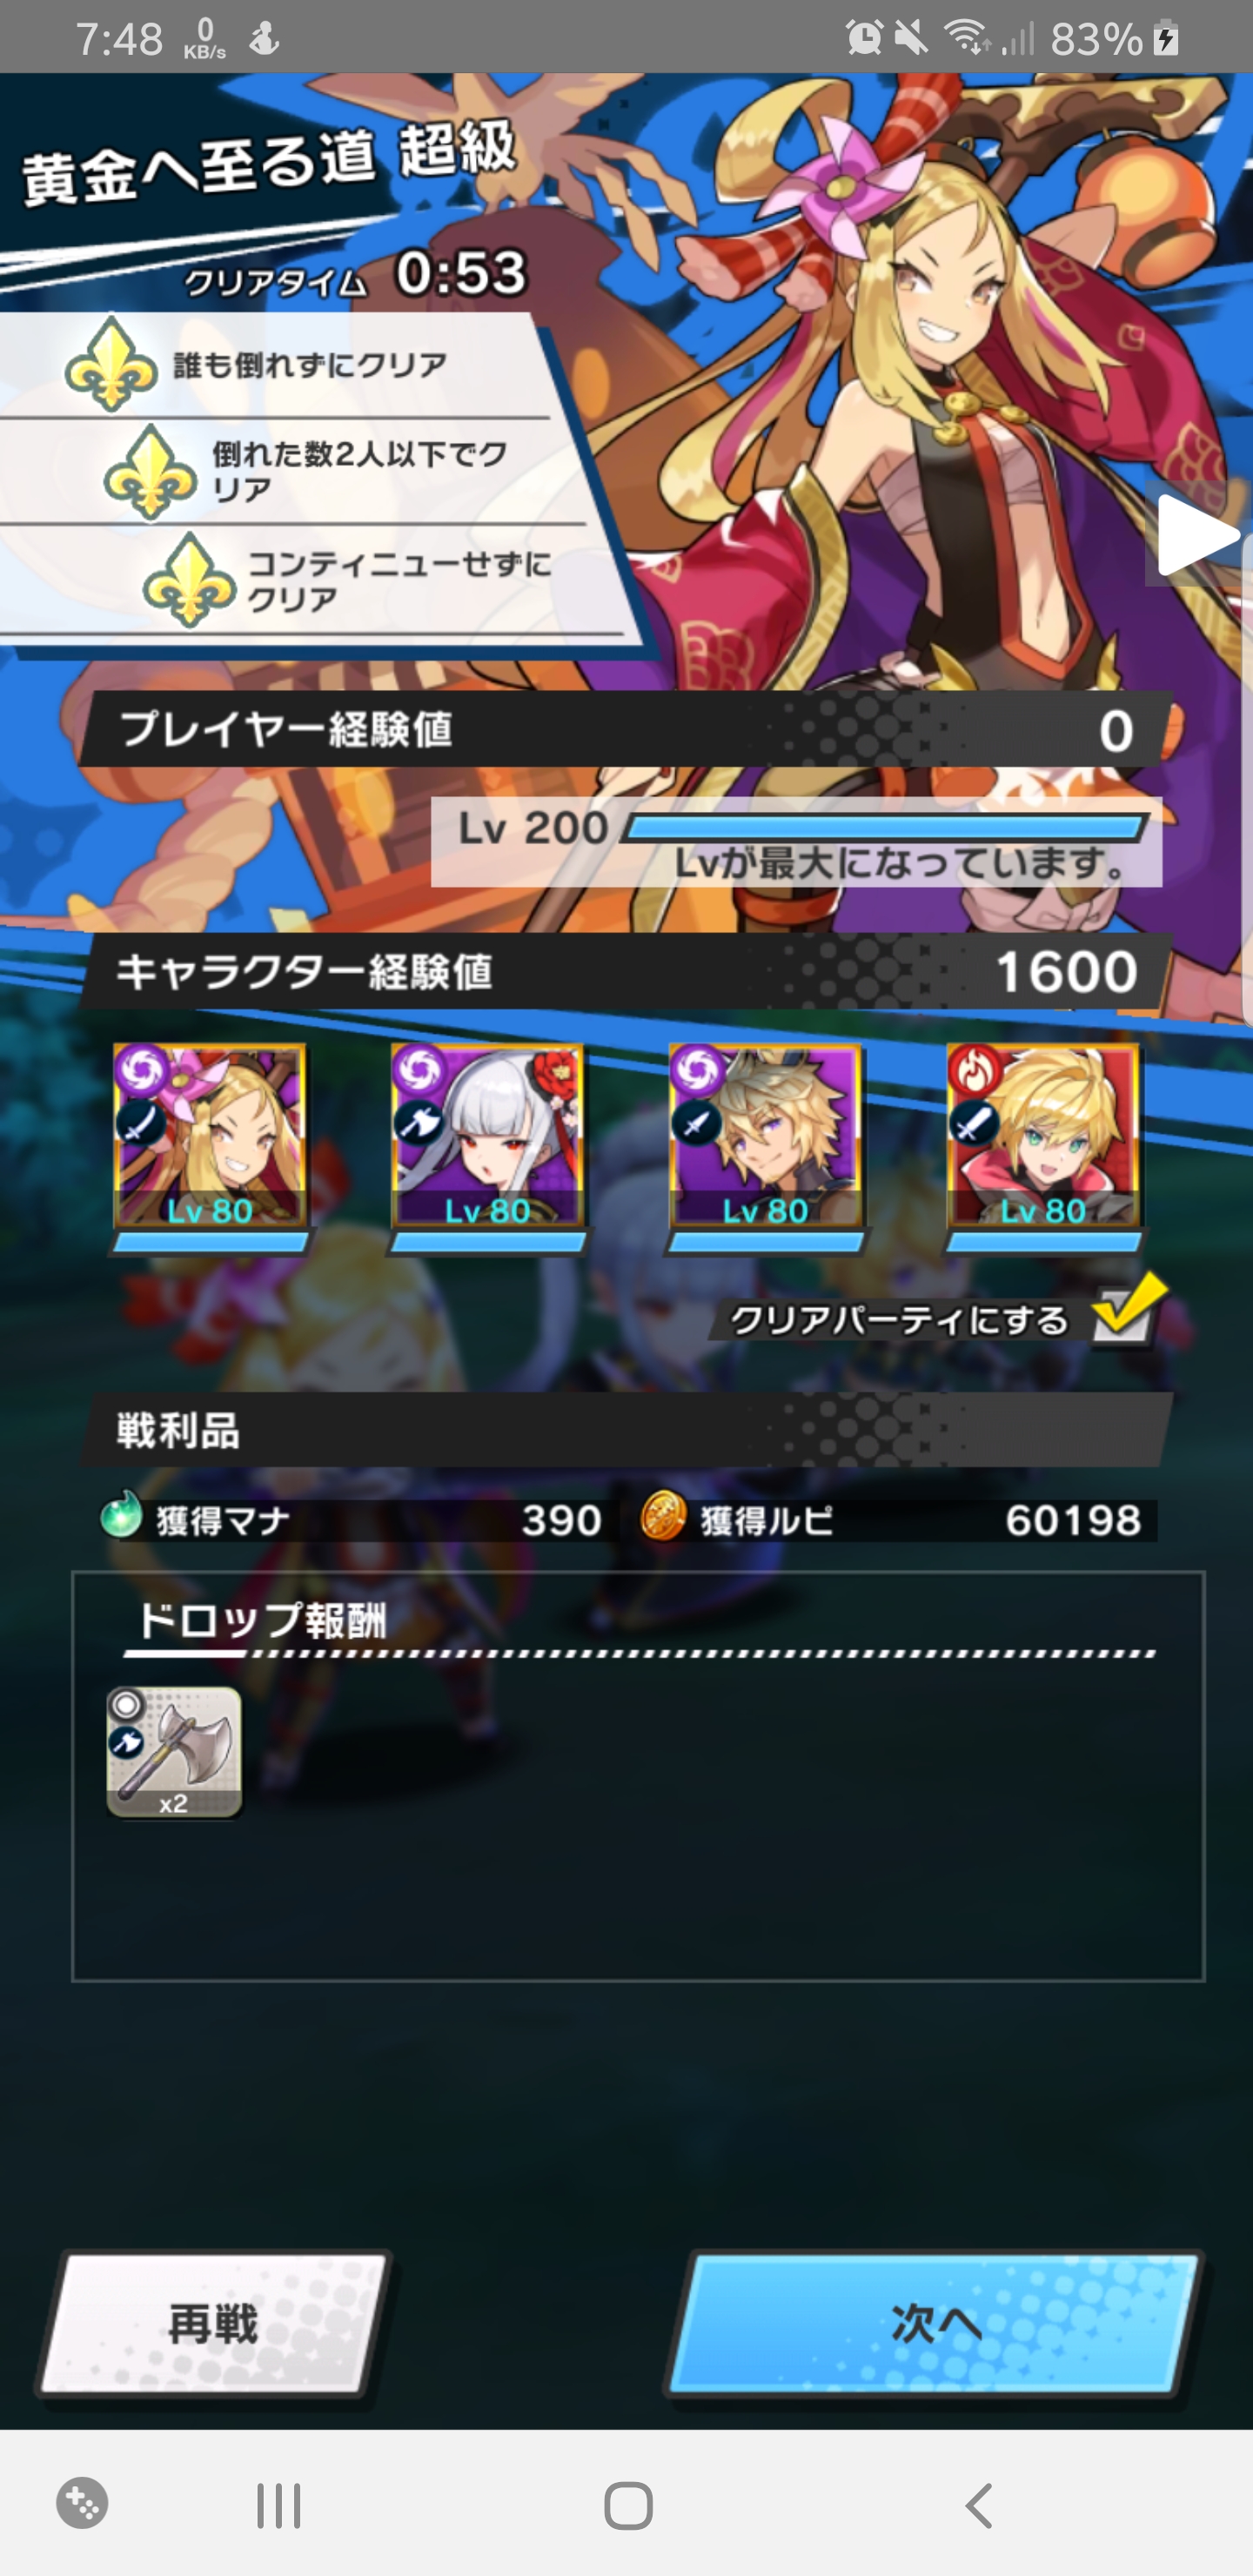 7:48 0 KB/s 83%
黄金へ至る道 超級
クリアタイム 0:53
誰も倒れずにクリア
倒れた数2人以下でク
リア
コンティニューせずに
クリア
プレイヤー経験値 0
Lv 200
Lvが最大になっています。
キャラクター経験値 1600
Lv 80 Lv 80 Lv 80 Lv 80
クリアパーティにする
戦利品
獲得マナ 390 獲得ルピ 60198
ドロップ報酬
x2
再戦 次へ